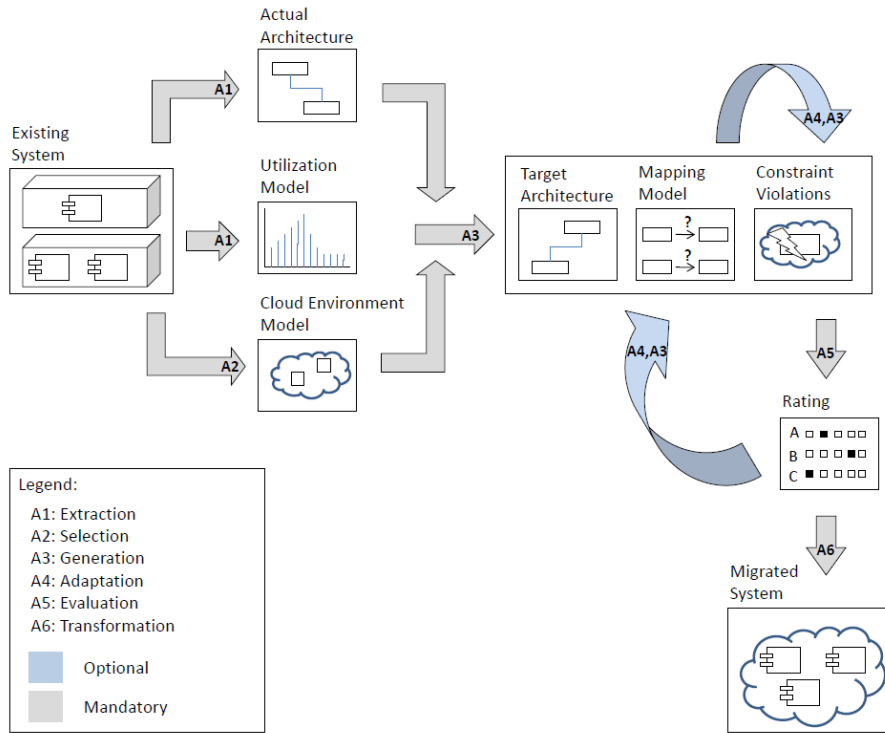 Actual
Architecture
A1
Existing
System
Utilization
Model
A1
A3
Cloud Environment
Model
A2
A4,A3
Target
Architecture
Mapping
Model
Constraint
Violations
?
?
A4,A3
A5
Rating
A
B
C
A6
Migrated
System
Legend:
A1: Extraction
A2: Selection
A3: Generation
A4: Adaptation
A5: Evaluation
A6: Transformation
Optional
Mandatory